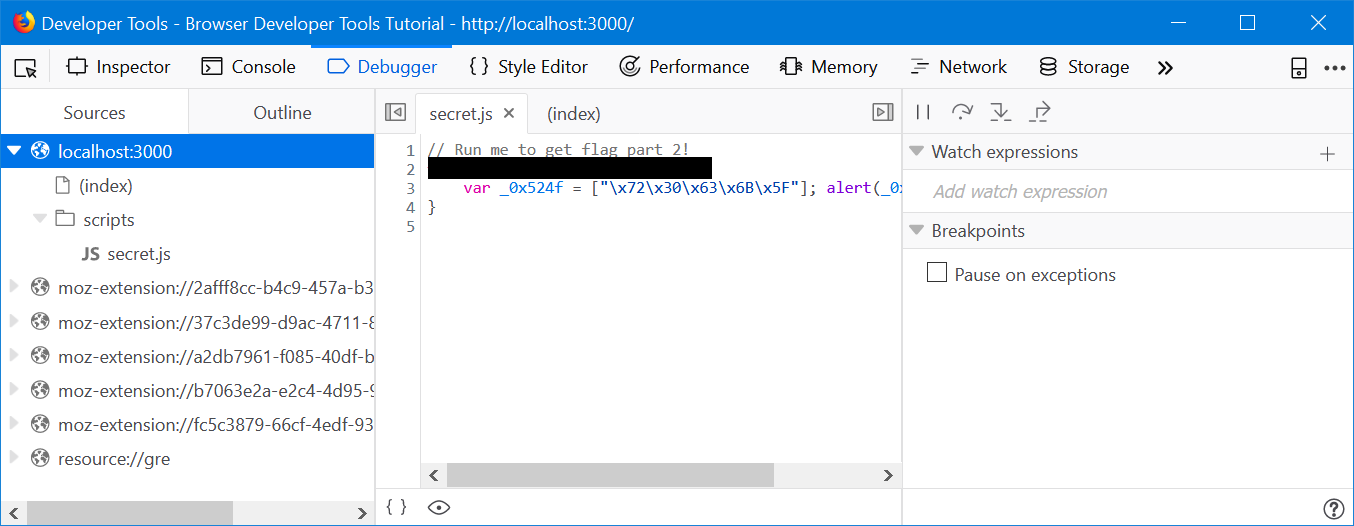 Developer Tools - Browser Developer Tools Tutorial - http://localhost:3000/
Inspector Console Debugger Style Editor Performance Memory Network Storage
Sources Outline
localhost:3000
(index)
scripts
JS secret.js
moz-extension://2afff8cc-b4c9-457a-b3
moz-extension://37c3de99-d9ac-4711-8
moz-extension://a2db7961-f085-40df-b
moz-extension://b7063e2a-e2c4-4d95-9
moz-extension://fc5c3879-66cf-4edf-93
resource://gre
secret.js (index)
1 // Run me to get flag part 2!
2
3 var _0x524f = ["\x72\x30\x63\x6B\x5F"]; alert(_0x
4 }
5
{ }
Watch expressions
Add watch expression
Breakpoints
Pause on exceptions